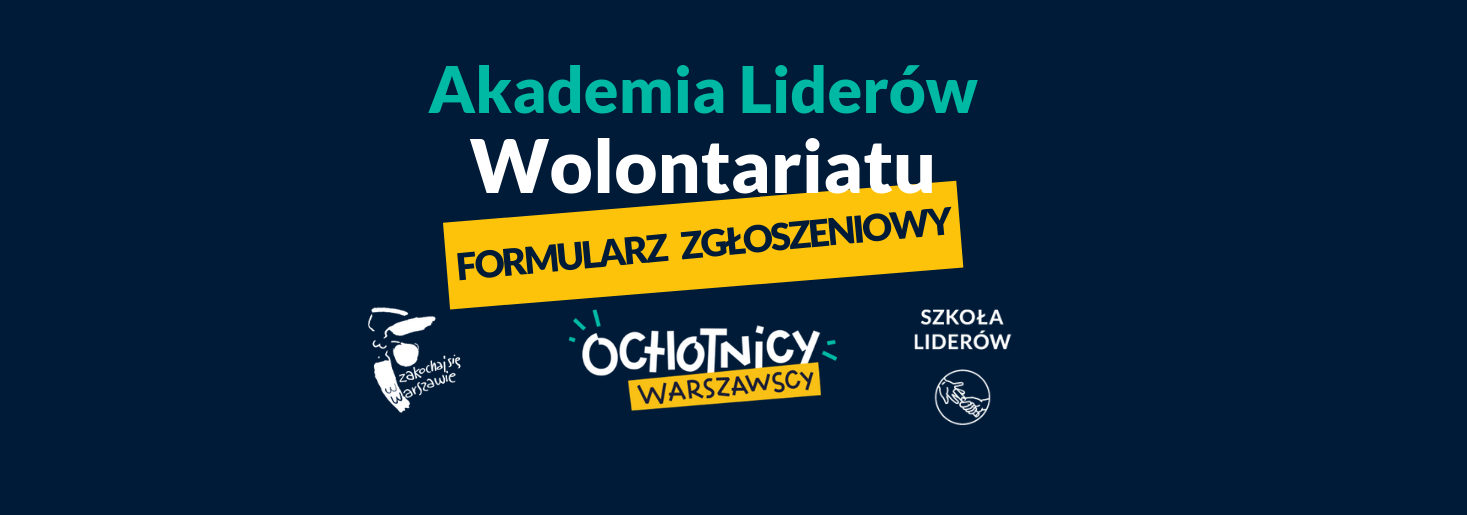 Akademia Liderów
Wolontariatu
FORMULARZ ZGŁOSZENIOWY
zakochaj się
w Warszawie
OCHOTNICY
WARSZAWSCY
SZKOŁA
LIDERÓW